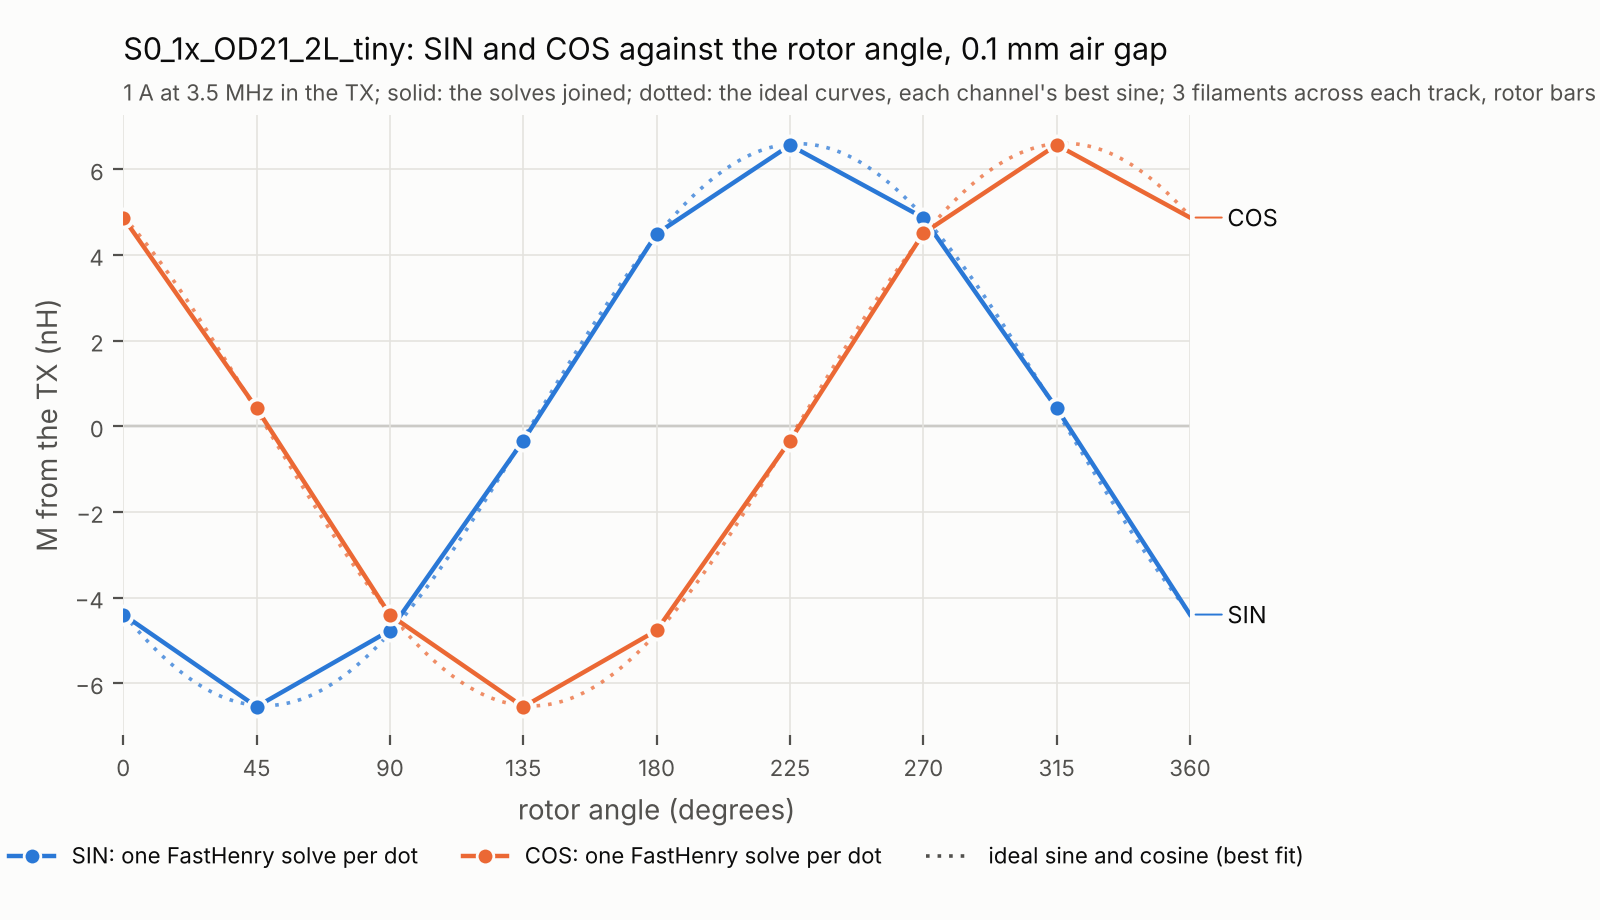 S0_1x_OD21_2L_tiny: SIN and COS against the rotor angle, 0.1 mm air gap
1 A at 3.5 MHz in the TX; solid: the solves joined; dotted: the ideal curves, each channel's best sine; 3 filaments across each track, rotor bars
M from the TX (nH)
6
4
2
0
−2
−4
−6
COS
SIN
0 45 90 135 180 225 270 315 360
rotor angle (degrees)
SIN: one FastHenry solve per dot COS: one FastHenry solve per dot ideal sine and cosine (best fit)